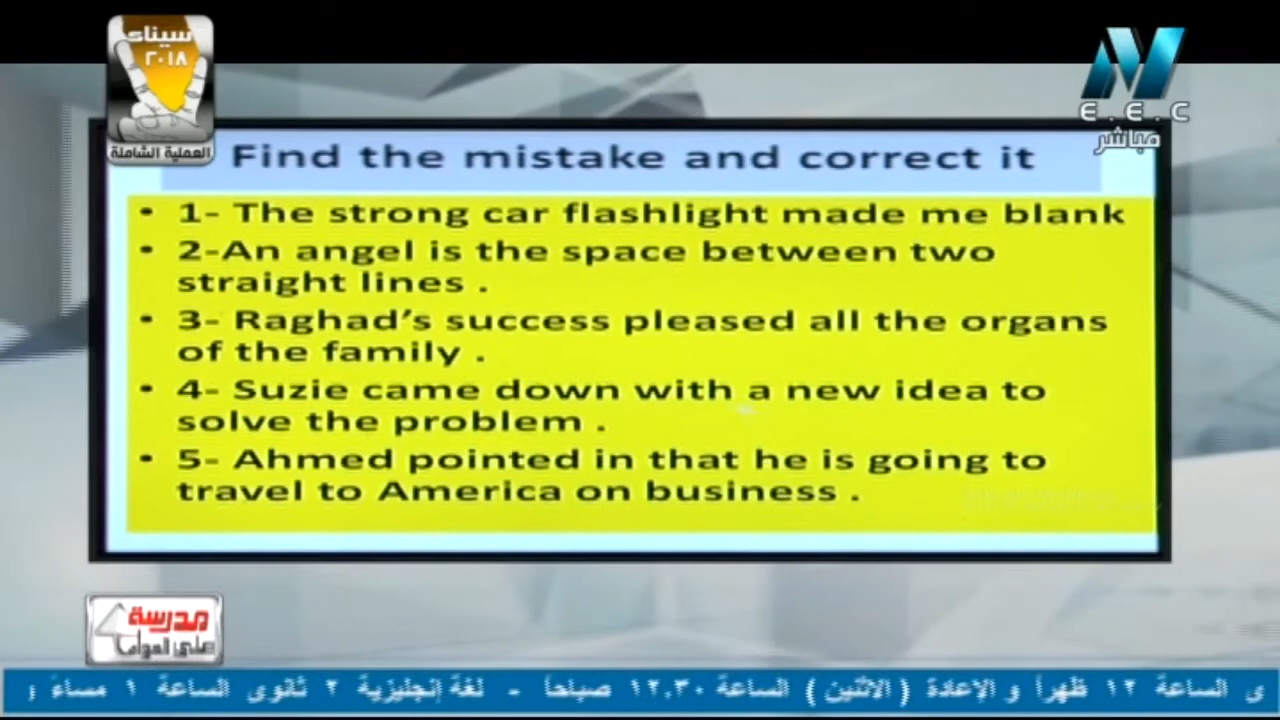 سيناء
٢٠١٨
العملية الشاملة
E.E.C
مباشر
Find the mistake and correct it
• 1- The strong car flashlight made me blank
• 2-An angel is the space between two
straight lines .
• 3- Raghad's success pleased all the organs
of the family .
• 4- Suzie came down with a new idea to
solve the problem .
• 5- Ahmed pointed in that he is going to
travel to America on business .
مدرسة
على الهواء
ى الساعة ١٢ ظهراً و الإعادة ( الاثنين ) الساعة ١٢,٣٠ صباحاً - لغة إنجليزية ٢ ثانوى الساعة ١ مساءً و